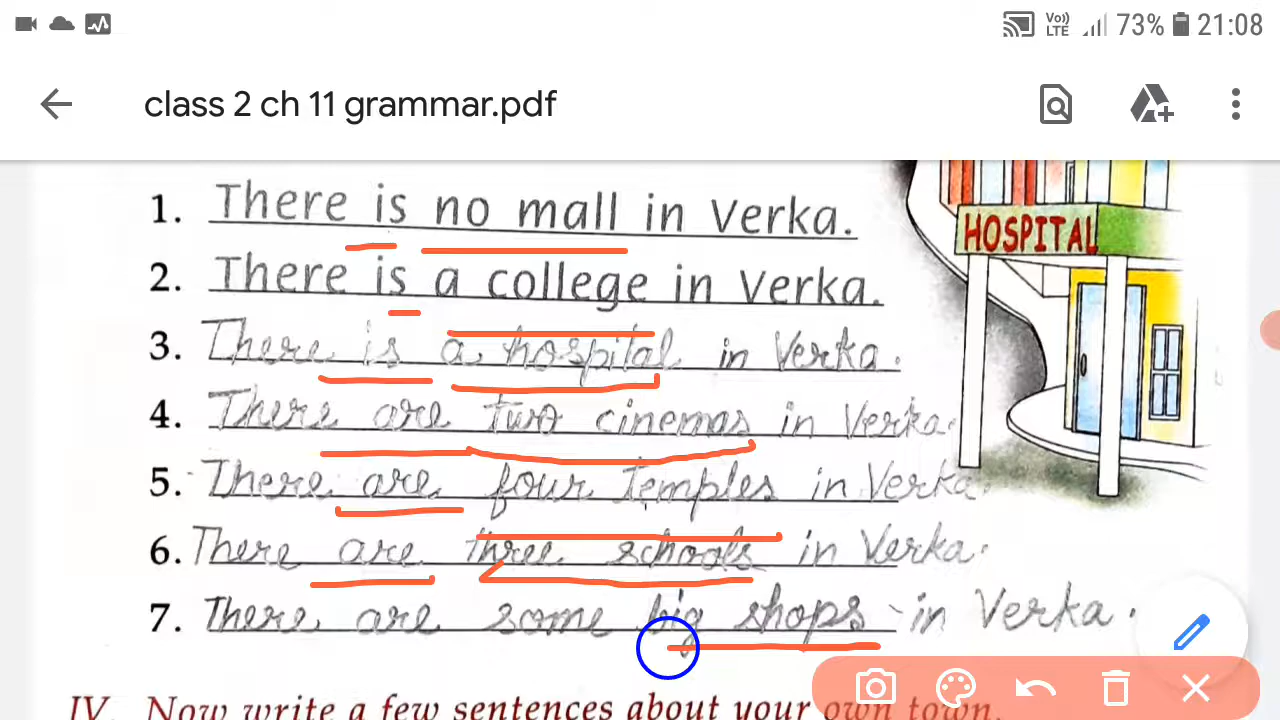 Vo)) LTE 73% 21:08
class 2 ch 11 grammar.pdf
1. There is no mall in Verka.
2. There is a college in Verka.
3. There is a hospital in Verka.
4. There are two cinemas in Verka.
5. There are four Temples in Verka.
6. There are three schools in Verka.
7. There are some big shops in Verka.
HOSPITAL
IV. Now write a few sentences about your own town.